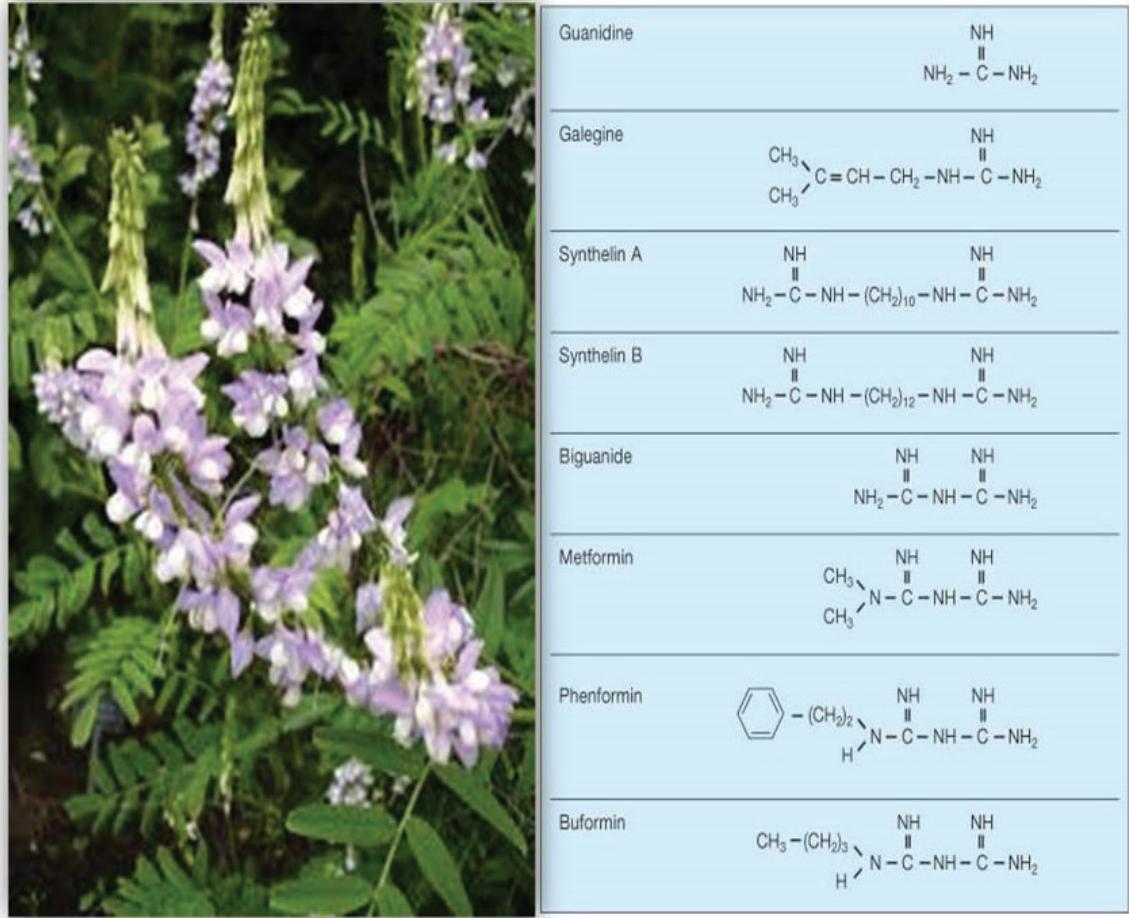 Guanidine
NH
||
NH₂ – C – NH₂
Galegine
NH
||
CH₃
C = CH – CH₂ – NH – C – NH₂
CH₃
Synthelin A
NH NH
|| ||
NH₂ – C – NH – (CH₂)₁₀ – NH – C – NH₂
Synthelin B
NH NH
|| ||
NH₂ – C – NH – (CH₂)₁₂ – NH – C – NH₂
Biguanide
NH NH
|| ||
NH₂ – C – NH – C – NH₂
Metformin
NH NH
|| ||
CH₃
N – C – NH – C – NH₂
CH₃
Phenformin
NH NH
|| ||
– (CH₂)₂
N – C – NH – C – NH₂
H
Buformin
NH NH
|| ||
CH₃ – (CH₂)₃
N – C – NH – C – NH₂
H